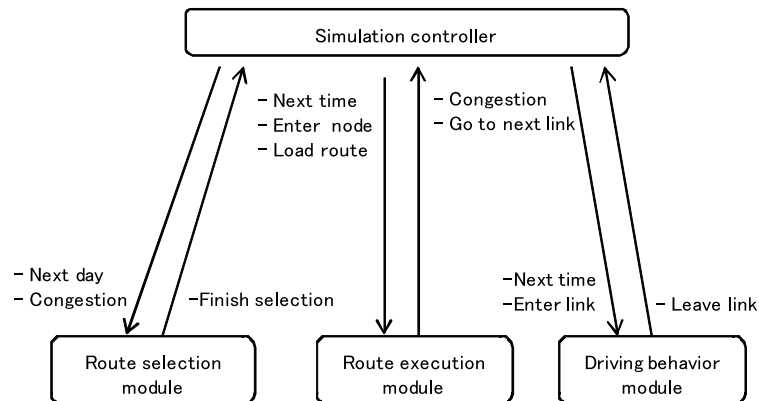 Simulation controller
- Next time
- Enter node
- Load route
- Congestion
- Go to next link
- Next day
- Congestion
-Finish selection
-Next time
-Enter link
- Leave link
Route selection
module
Route execution
module
Driving behavior
module